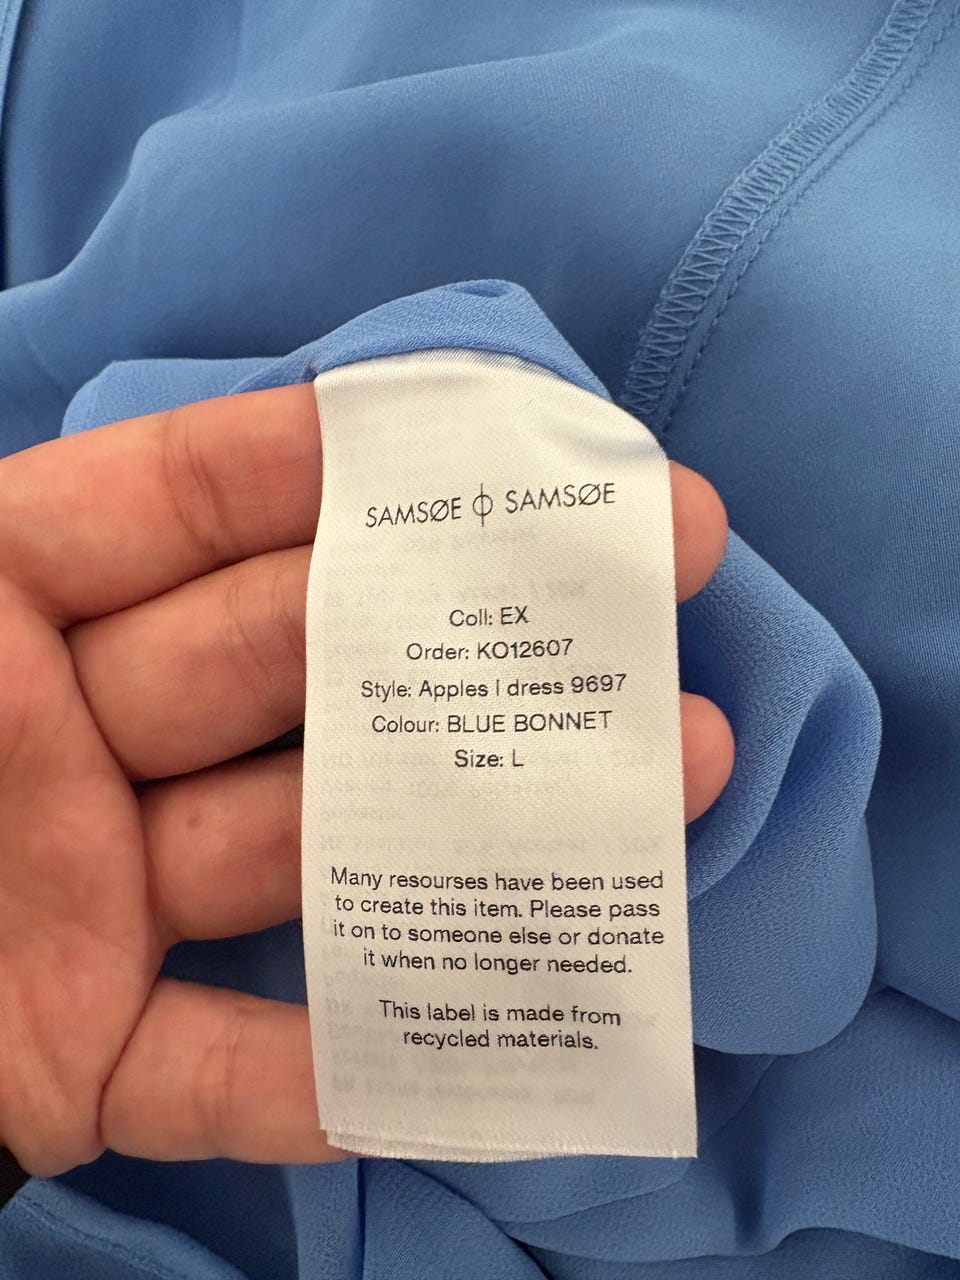 SAMSØE ϕ SAMSØE
Coll: EX
Order: KO12607
Style: Apples l dress 9697
Colour: BLUE BONNET
Size: L
Many resourses have been used
to create this item. Please pass
it on to someone else or donate
it when no longer needed.
This label is made from
recycled materials.